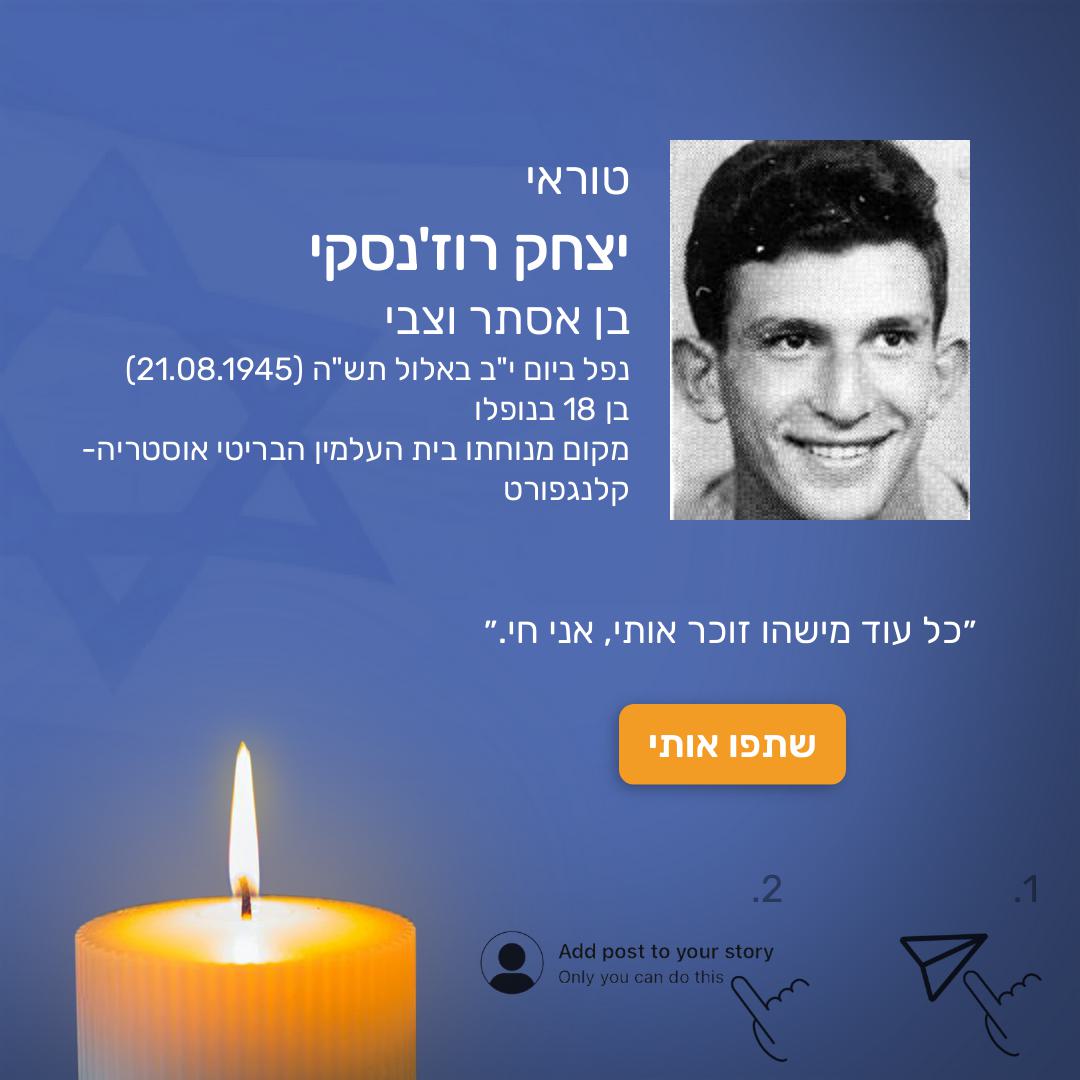 טוראי
יצחק רוז'נסקי
בן אסתר וצבי
נפל ביום י"ב באלול תש"ה (21.08.1945)
בן 18 בנופלו
מקום מנוחתו בית העלמין הבריטי אוסטריה-
קלנגפורט
״כל עוד מישהו זוכר אותי, אני חי.״
שתפו אותי
.1
.2
Add post to your story
Only you can do this